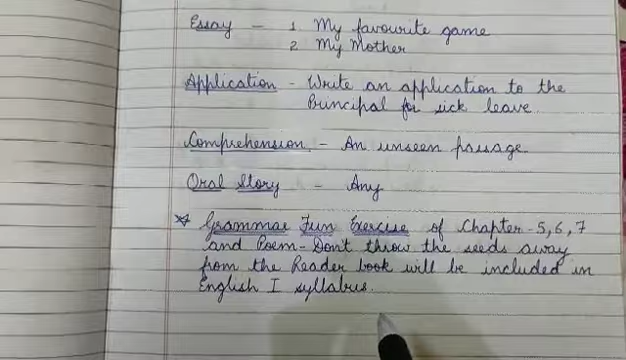 Essay - 1 My favourite game
2 My Mother
Application - Write an application to the
Principal for sick leave
Comprehension - An unseen passage
Oral Story - Any
☆ Grammar Fun Exercise of Chapter-5,6,7
and Poem-Don't throw the seeds away
from the Reader book will be included in
English I syllabus.